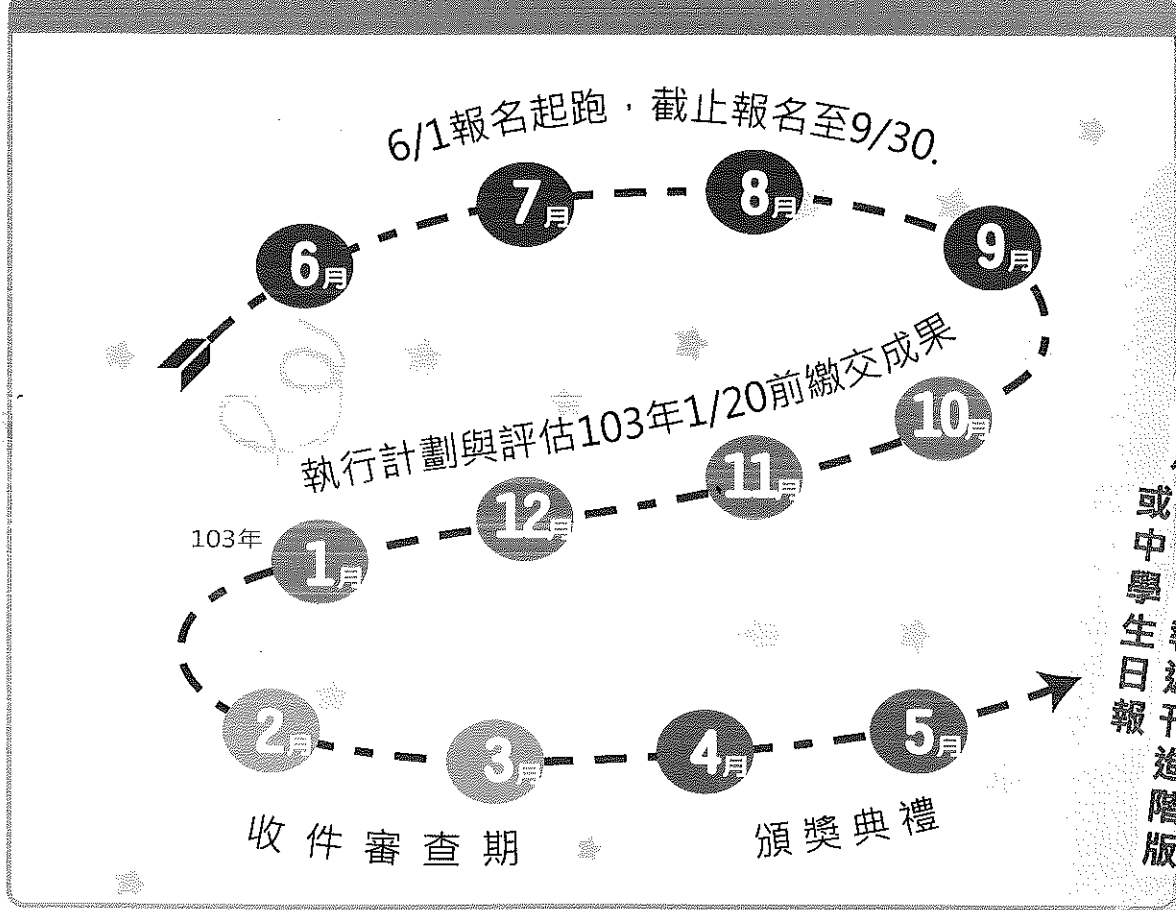 6/1報名起跑，截止報名至9/30.
6月
7月
8月
9月
執行計劃與評估103年1/20前繳交成果
10月
11月
12月
103年
1月
2月
3月
4月
5月
收件審查期
頒獎典禮
刊進階版
或中學生日報